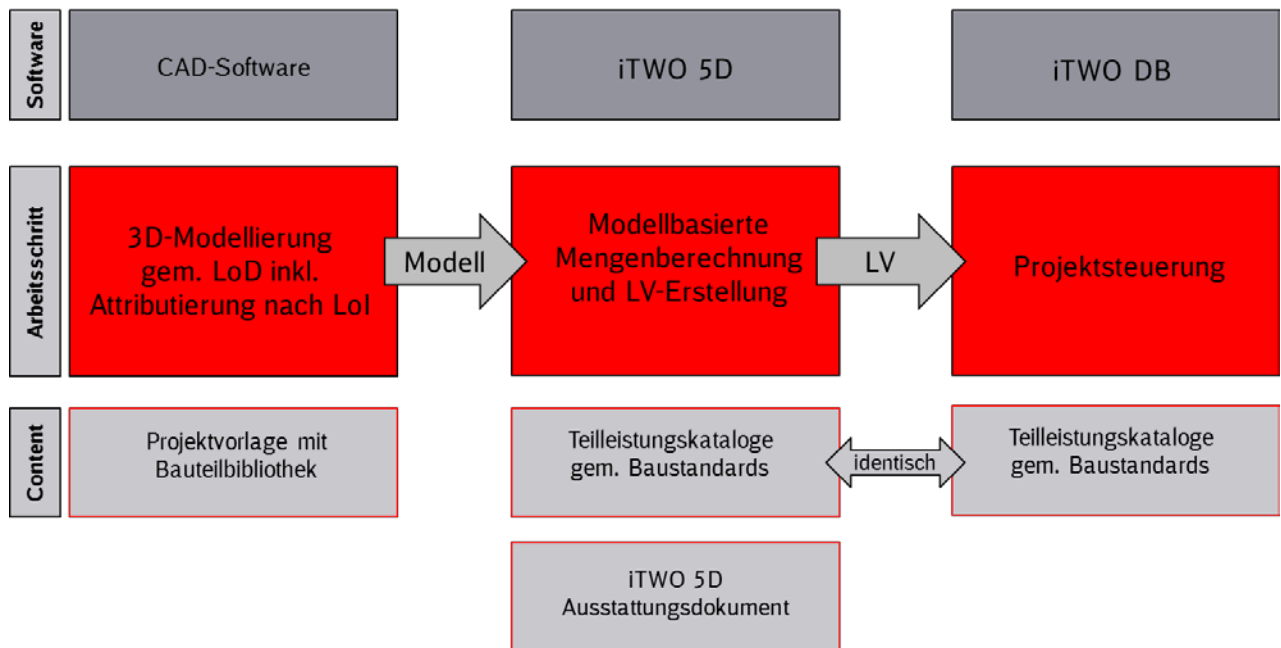 Software
CAD-Software
iTWO 5D
iTWO DB
Arbeitsschritt
3D-Modellierung
gem. LoD inkl.
Attributierung nach LoI
Modell
Modellbasierte
Mengenberechnung
und LV-Erstellung
LV
Projektsteuerung
Content
Projektvorlage mit
Bauteilbibliothek
Teilleistungskataloge
gem. Baustandards
identisch
Teilleistungskataloge
gem. Baustandards
iTWO 5D
Ausstattungsdokument